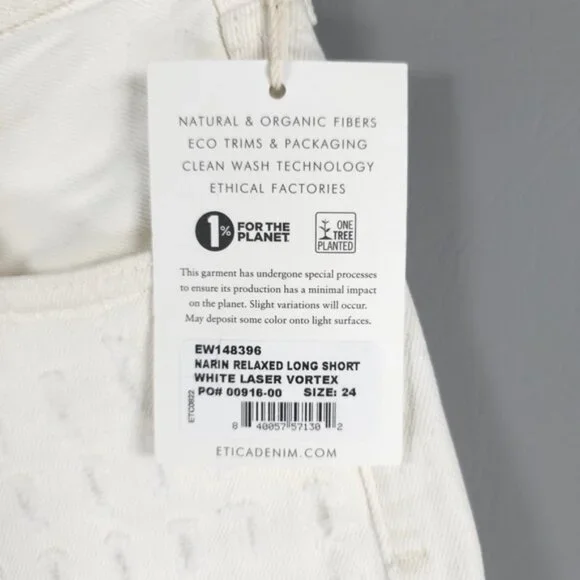 NATURAL & ORGANIC FIBERS
ECO TRIMS & PACKAGING
CLEAN WASH TECHNOLOGY
ETHICAL FACTORIES
1% FOR THE
PLANET
ONE
TREE
PLANTED
This garment has undergone special processes
to ensure its production has a minimal impact
on the planet. Slight variations will occur.
May deposit some color onto light surfaces.
EW148396
NARIN RELAXED LONG SHORT
WHITE LASER VORTEX
PO# 00916-00 SIZE: 24
ETC0822
8 40057 57130 2
ETICADENIM.COM